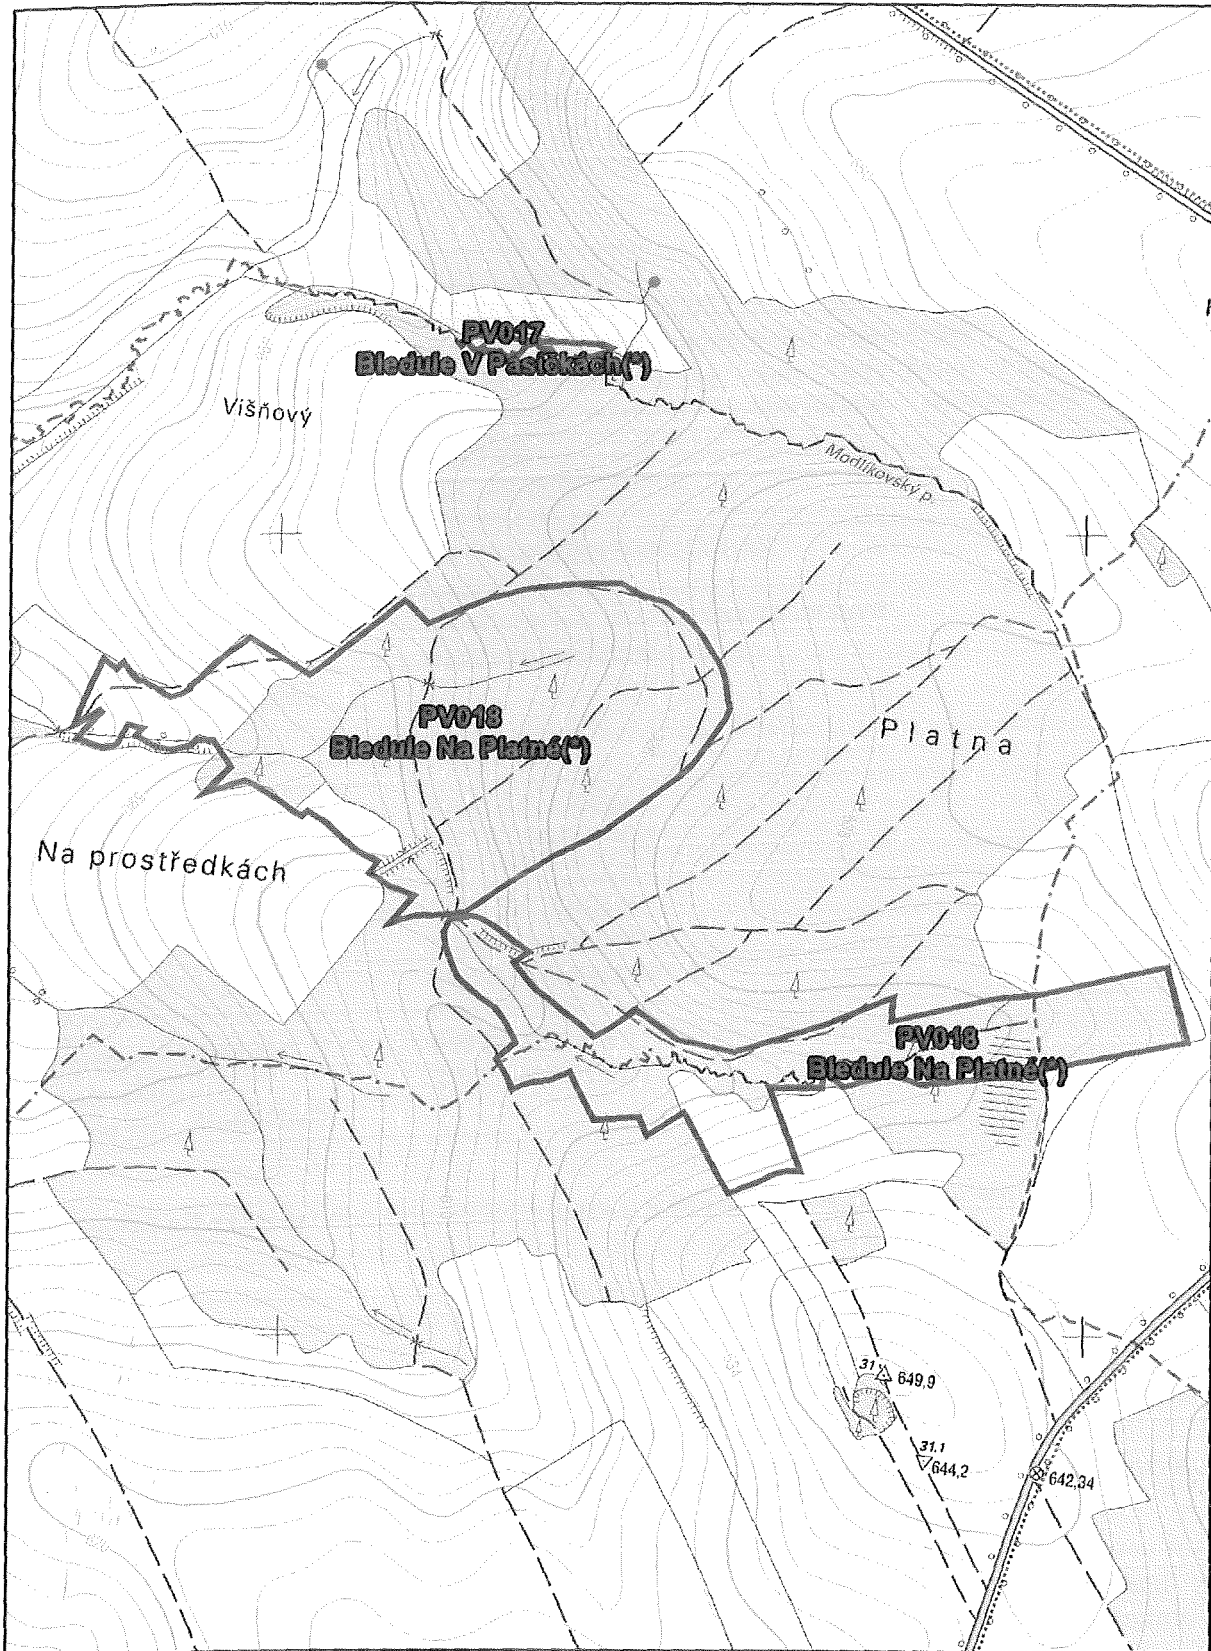 PV017
Bledule V Pasíčkách(*)
Višňový
Modlíkovský p.
PV018
Bledule Na Platné(*)
Platna
Na prostředkách
PV018
Bledule Na Platné(*)
31
649,9
31.1
644,2
642,34